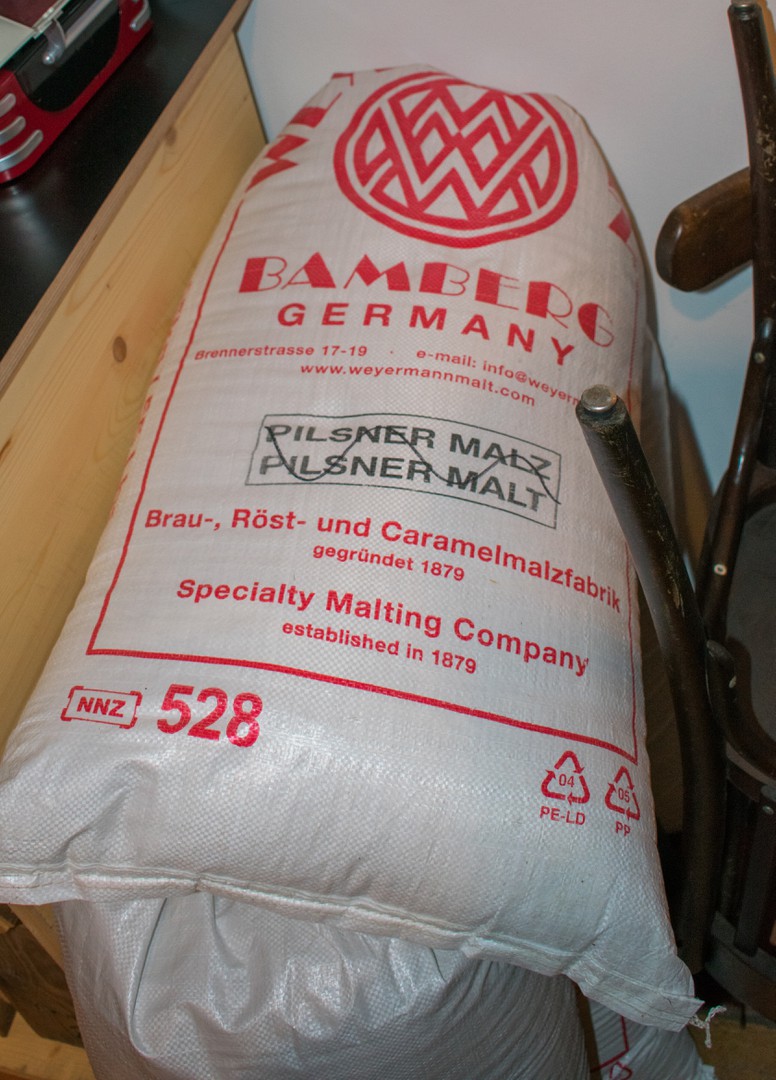 BAMBERG
GERMANY
Brennerstrasse 17-19 · e-mail: info@weyerm
www.weyermannmalt.com
PILSNER MALZ
PILSNER MALT
Brau-, Röst- und Caramelmalzfabrik
gegründet 1879
Specialty Malting Company
established in 1879
NNZ 528
04 05
PE-LD PP